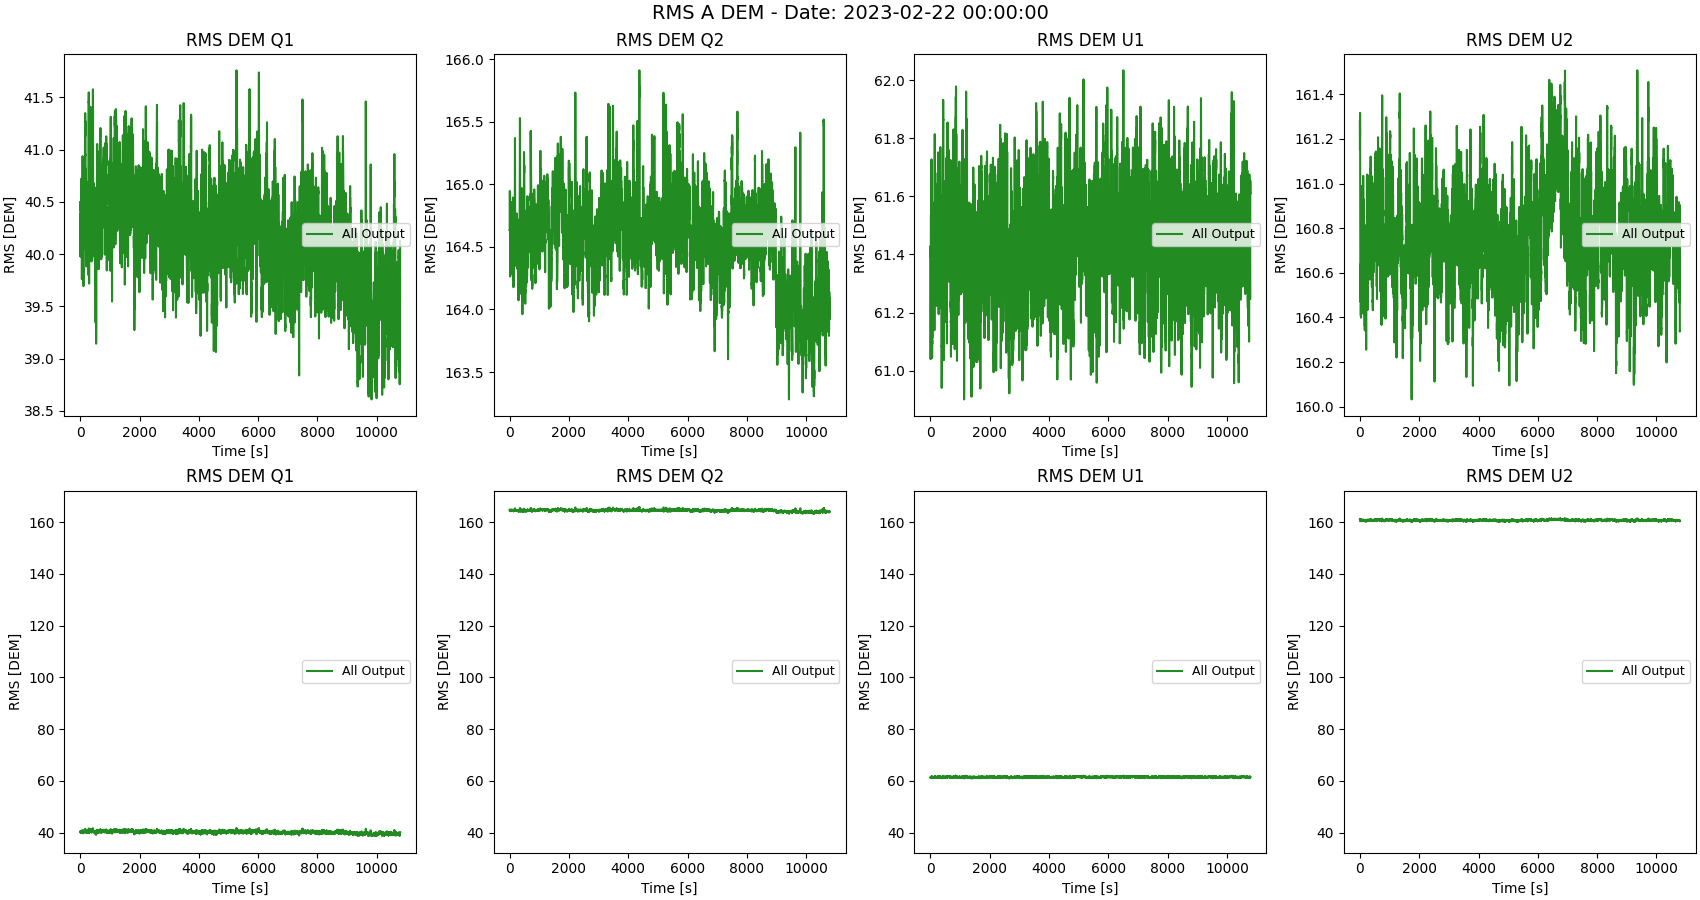 RMS A DEM - Date: 2023-02-22 00:00:00
RMS DEM Q1
RMS DEM Q2
RMS DEM U1
RMS DEM U2
RMS [DEM]
41.5
41.0
40.5
40.0
39.5
39.0
38.5
All Output
0 2000 4000 6000 8000 10000
Time [s]
RMS [DEM]
166.0
165.5
165.0
164.5
164.0
163.5
All Output
0 2000 4000 6000 8000 10000
Time [s]
RMS [DEM]
62.0
61.8
61.6
61.4
61.2
61.0
All Output
0 2000 4000 6000 8000 10000
Time [s]
RMS [DEM]
161.4
161.2
161.0
160.8
160.6
160.4
160.2
160.0
All Output
0 2000 4000 6000 8000 10000
Time [s]
RMS DEM Q1
RMS DEM Q2
RMS DEM U1
RMS DEM U2
RMS [DEM]
160
140
120
100
80
60
40
All Output
0 2000 4000 6000 8000 10000
Time [s]
RMS [DEM]
160
140
120
100
80
60
40
All Output
0 2000 4000 6000 8000 10000
Time [s]
RMS [DEM]
160
140
120
100
80
60
40
All Output
0 2000 4000 6000 8000 10000
Time [s]
RMS [DEM]
160
140
120
100
80
60
40
All Output
0 2000 4000 6000 8000 10000
Time [s]